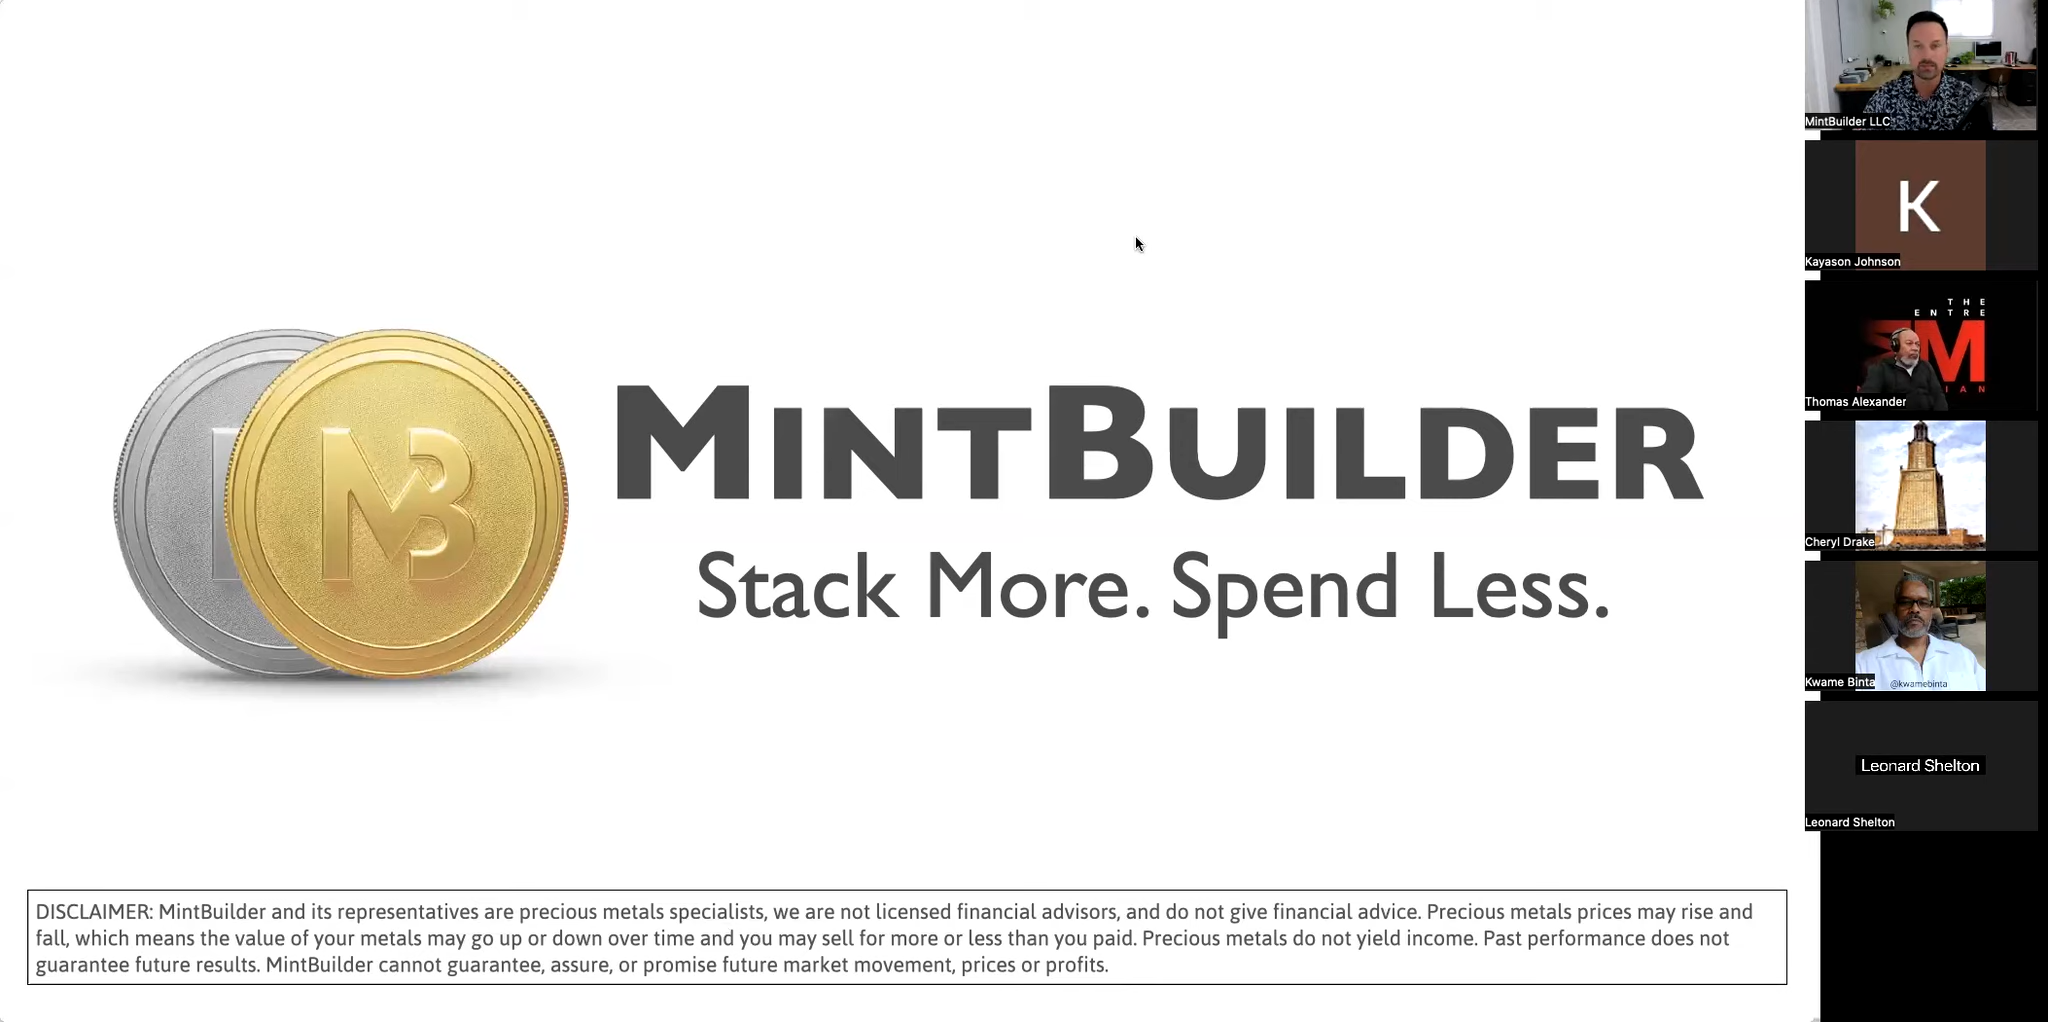 MINTBUILDER
Stack More. Spend Less.
MB
DISCLAIMER: MintBuilder and its representatives are precious metals specialists, we are not licensed financial advisors, and do not give financial advice. Precious metals prices may rise and
fall, which means the value of your metals may go up or down over time and you may sell for more or less than you paid. Precious metals do not yield income. Past performance does not
guarantee future results. MintBuilder cannot guarantee, assure, or promise future market movement, prices or profits.
MintBuilder LLC
K
Kayason Johnson
THE
ENTRE
M
Thomas Alexander
Cheryl Drake
Kwame Binta
@kwamebinta
Leonard Shelton
Leonard Shelton